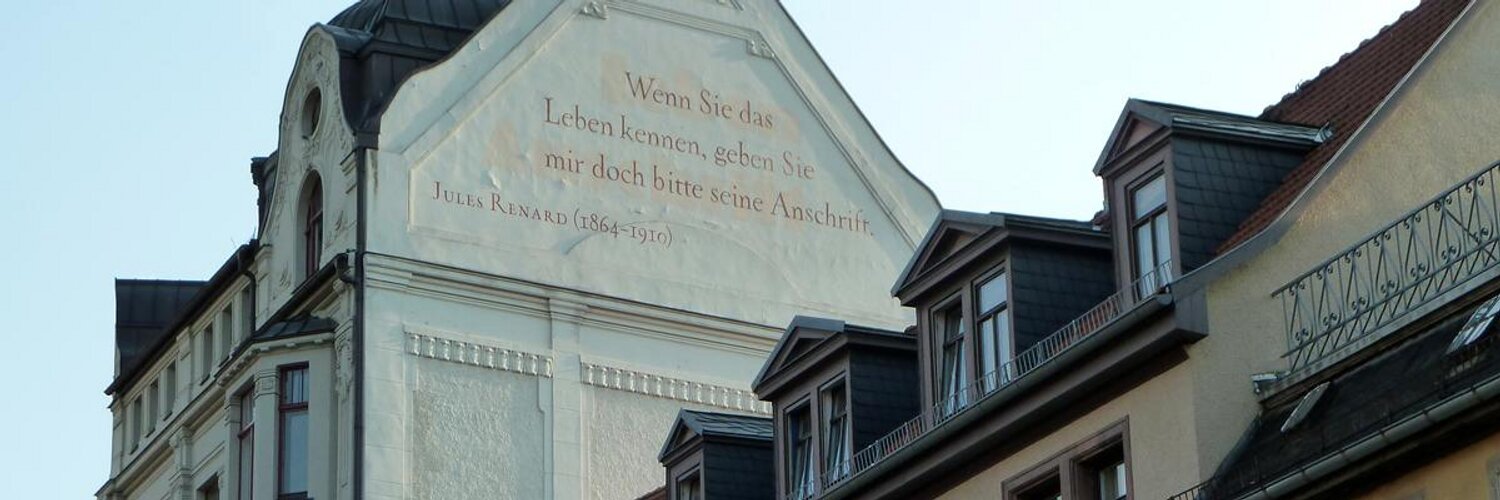 Wenn Sie das
Leben kennen, geben Sie
mir doch bitte seine Anschrift.
Jules Renard (1864-1910)